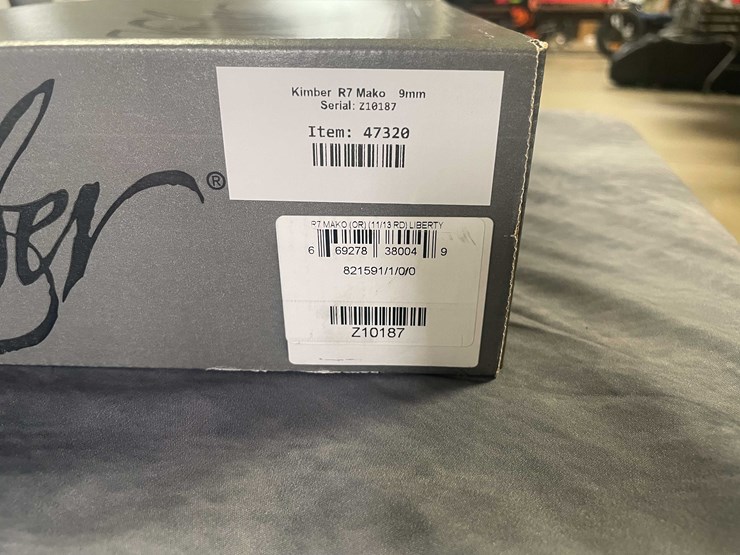 Kimber R7 Mako 9mm
Serial: Z10187
Item: 47320
ber®
R7 MAKO (OR) (11/13 RD) LIBERTY
6 69278 38004 9
821591/1/0/0
Z10187